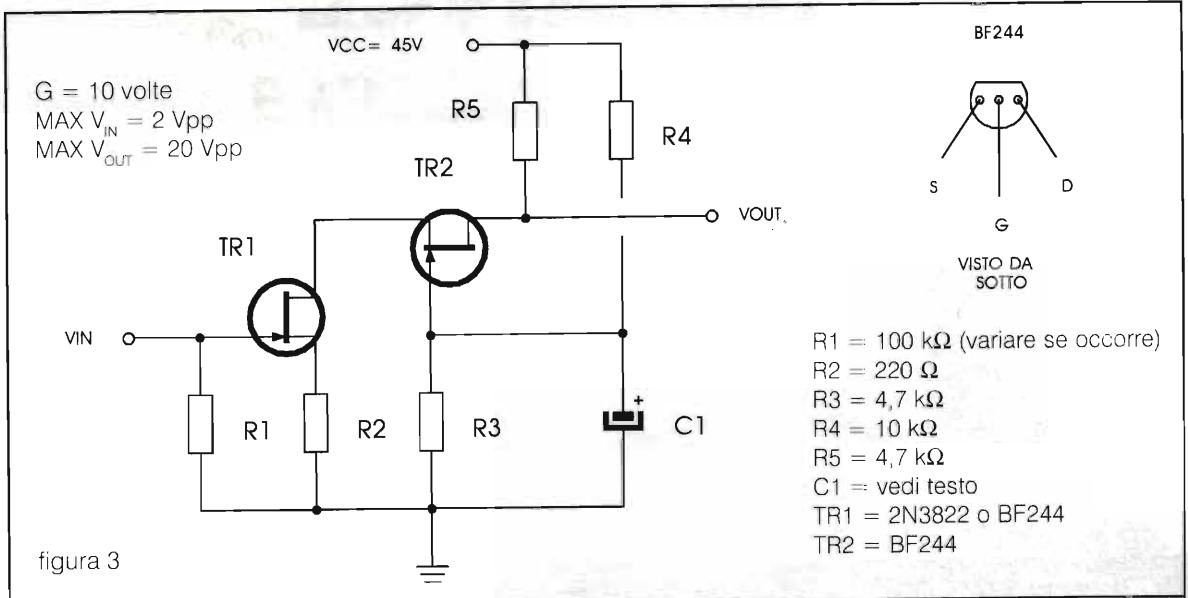 VCC= 45V
BF244
G = 10 volte
MAX VIN = 2 Vpp
MAX VOUT = 20 Vpp
R5
R4
TR2
S
D
G
VOUT
TR1
VISTO DA
SOTTO
VIN
R1 = 100 kΩ (variare se occorre)
R2 = 220 Ω
R3 = 4,7 kΩ
R4 = 10 kΩ
R5 = 4,7 kΩ
C1 = vedi testo
TR1 = 2N3822 o BF244
TR2 = BF244
+
R1
R2
R3
C1
figura 3